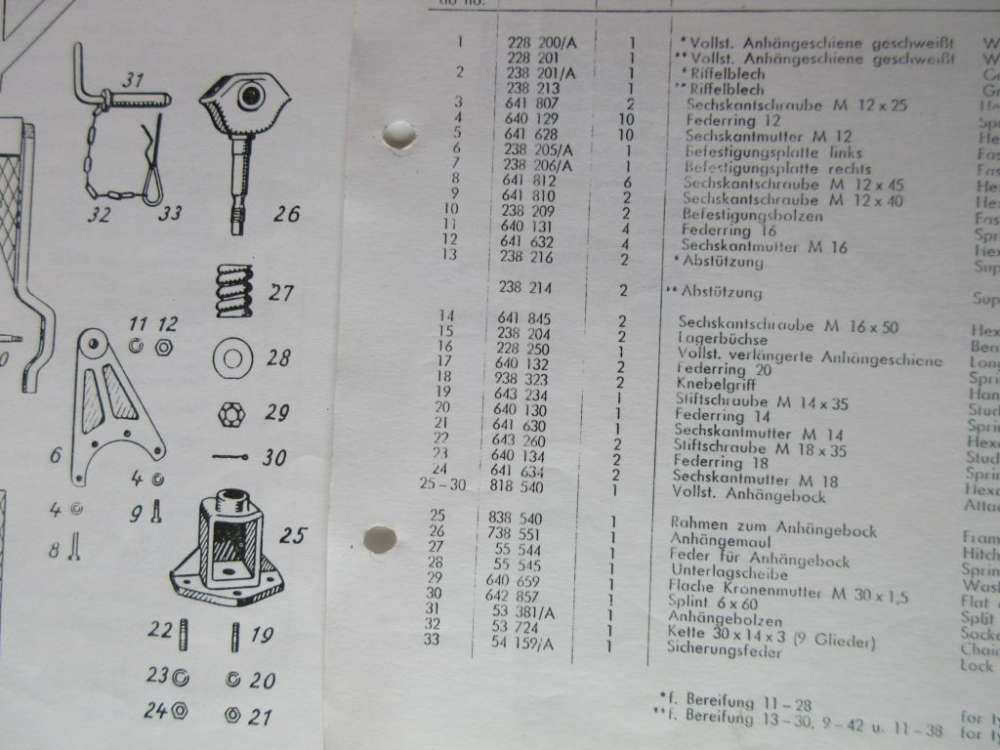 31
32
33
26
27
11 12
28
29
30
6
4
4
9
8
25
22
19
23
20
24
21
1 228 200/A 1 * Vollst. Anhängeschiene geschweißt
228 201 1 ** Vollst. Anhängeschiene geschweißt
2 238 201/A 1 * Riffelblech
238 213 1 ** Riffelblech
3 641 807 2 Sechskantschraube M 12 x 25
4 640 129 10 Federring 12
5 641 628 10 Sechskantmutter M 12
6 238 205/A 1 Befestigungsplatte links
7 238 206/A 1 Befestigungsplatte rechts
8 641 812 6 Sechskantschraube M 12 x 45
9 641 810 2 Sechskantschraube M 12 x 40
10 238 209 2 Befestigungsbolzen
11 640 131 4 Federring 16
12 641 632 4 Sechskantmutter M 16
13 238 216 2 * Abstützung
238 214 2 ** Abstützung
14 641 845 2 Sechskantschraube M 16 x 50
15 238 204 2 Lagerbüchse
16 228 250 1 Vollst. verlängerte Anhängeschiene
17 640 132 2 Federring 20
18 938 323 2 Knebelgriff
19 643 234 1 Stiftschraube M 14 x 35
20 640 130 1 Federring 14
21 641 630 1 Sechskantmutter M 14
22 643 260 2 Stiftschraube M 18 x 35
23 640 134 2 Federring 18
24 641 634 2 Sechskantmutter M 18
25 – 30 818 540 1 Vollst. Anhängebock
25 838 540 1 Rahmen zum Anhängebock
26 738 551 1 Anhängemaul
27 55 544 1 Feder für Anhängebock
28 55 545 1 Unterlagscheibe
29 640 659 1 Flache Kronenmutter M 30 x 1,5
30 642 857 1 Splint 6 x 60
31 53 381/A 1 Anhängebolzen
32 53 724 1 Kette 30 x 14 x 3 (9 Glieder)
33 54 159/A 1 Sicherungsfeder
* f. Bereifung 11 – 28
** f. Bereifung 13 – 30, 9 – 42 u. 11 – 38 for